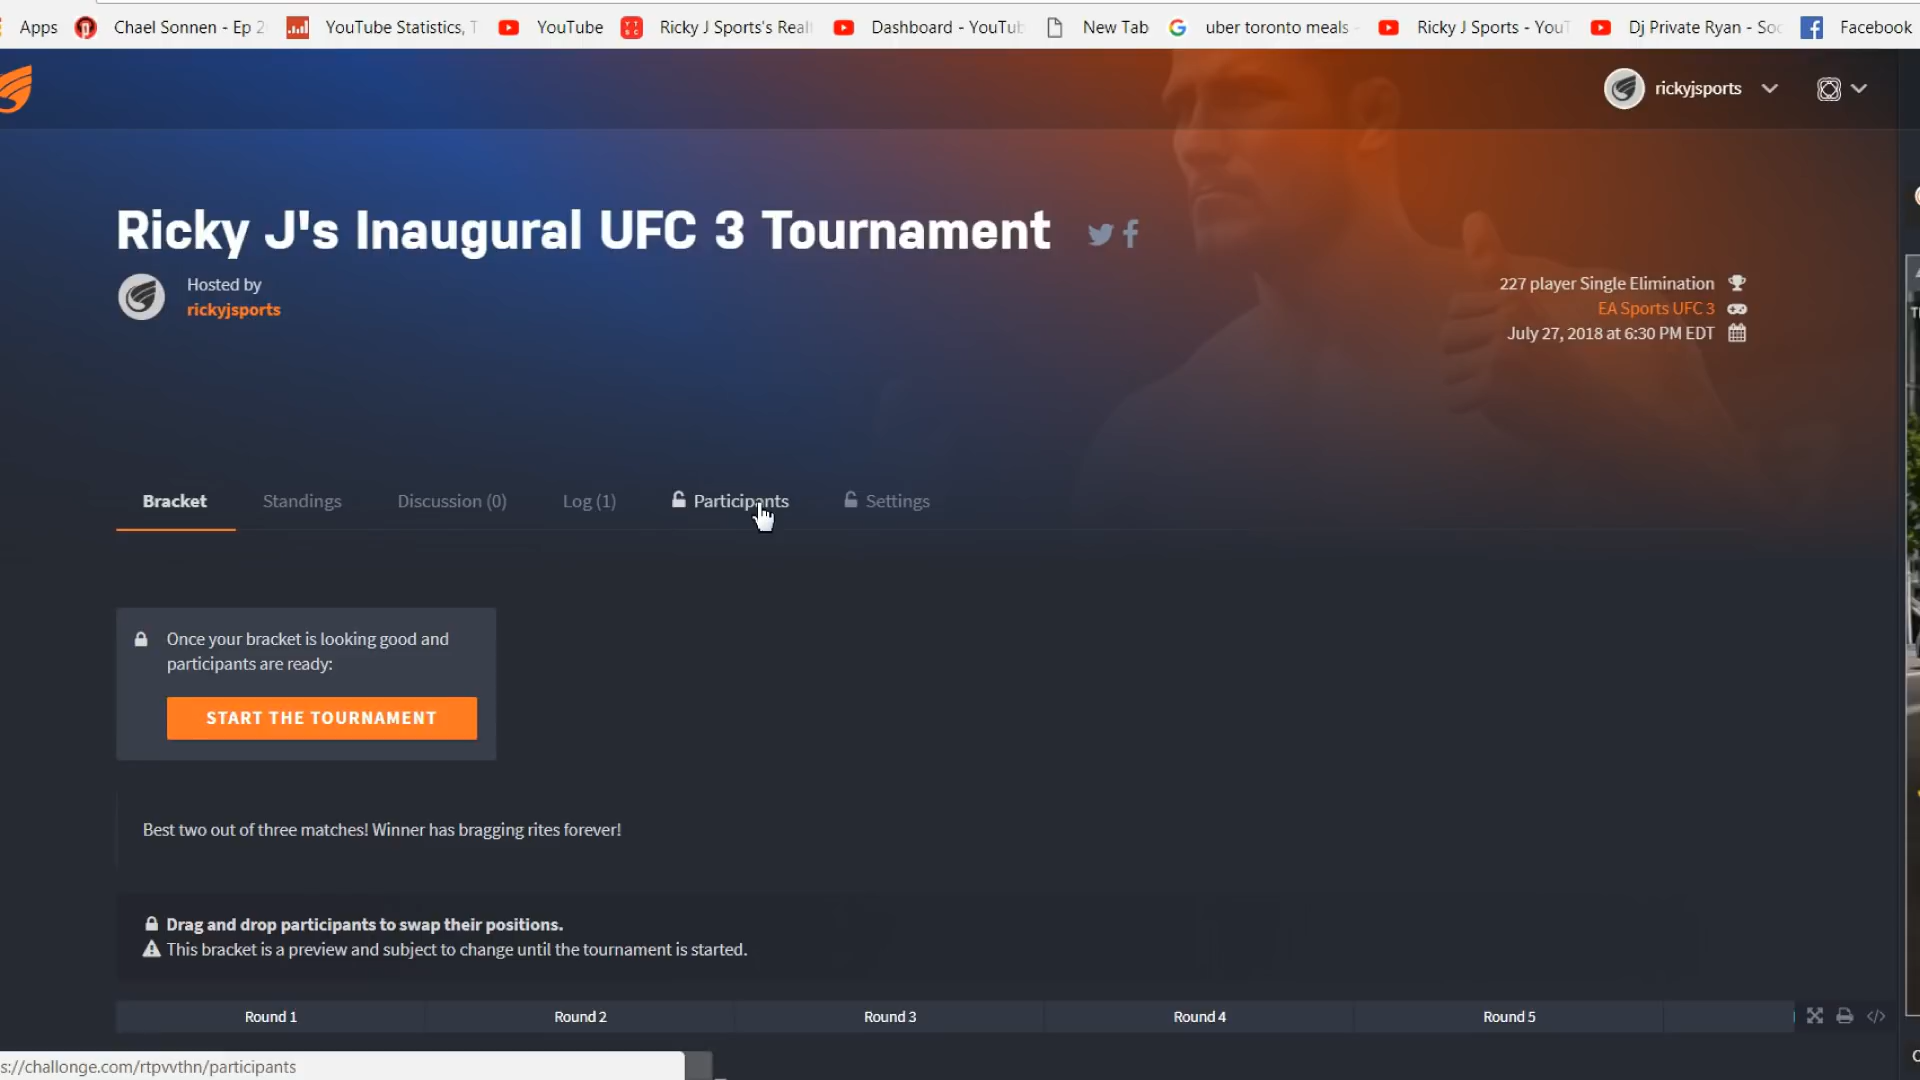 Apps Chael Sonnen - Ep 2 YouTube Statistics, T YouTube Ricky J Sports's Real Dashboard - YouTub New Tab uber toronto meals - Ricky J Sports - YouT Dj Private Ryan - Soc Facebook
rickyjsports
Ricky J's Inaugural UFC 3 Tournament
Hosted by
rickyjsports
227 player Single Elimination
EA Sports UFC 3
July 27, 2018 at 6:30 PM EDT
Bracket Standings Discussion (0) Log (1) Participants Settings
Once your bracket is looking good and
participants are ready:
START THE TOURNAMENT
Best two out of three matches! Winner has bragging rites forever!
Drag and drop participants to swap their positions.
This bracket is a preview and subject to change until the tournament is started.
Round 1 Round 2 Round 3 Round 4 Round 5
s://challonge.com/rtpvvthn/participants